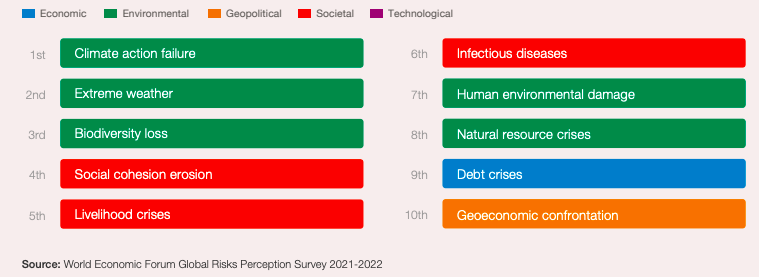 Economic Environmental Geopolitical Societal Technological
1st Climate action failure
2nd Extreme weather
3rd Biodiversity loss
4th Social cohesion erosion
5th Livelihood crises
6th Infectious diseases
7th Human environmental damage
8th Natural resource crises
9th Debt crises
10th Geoeconomic confrontation
Source: World Economic Forum Global Risks Perception Survey 2021-2022